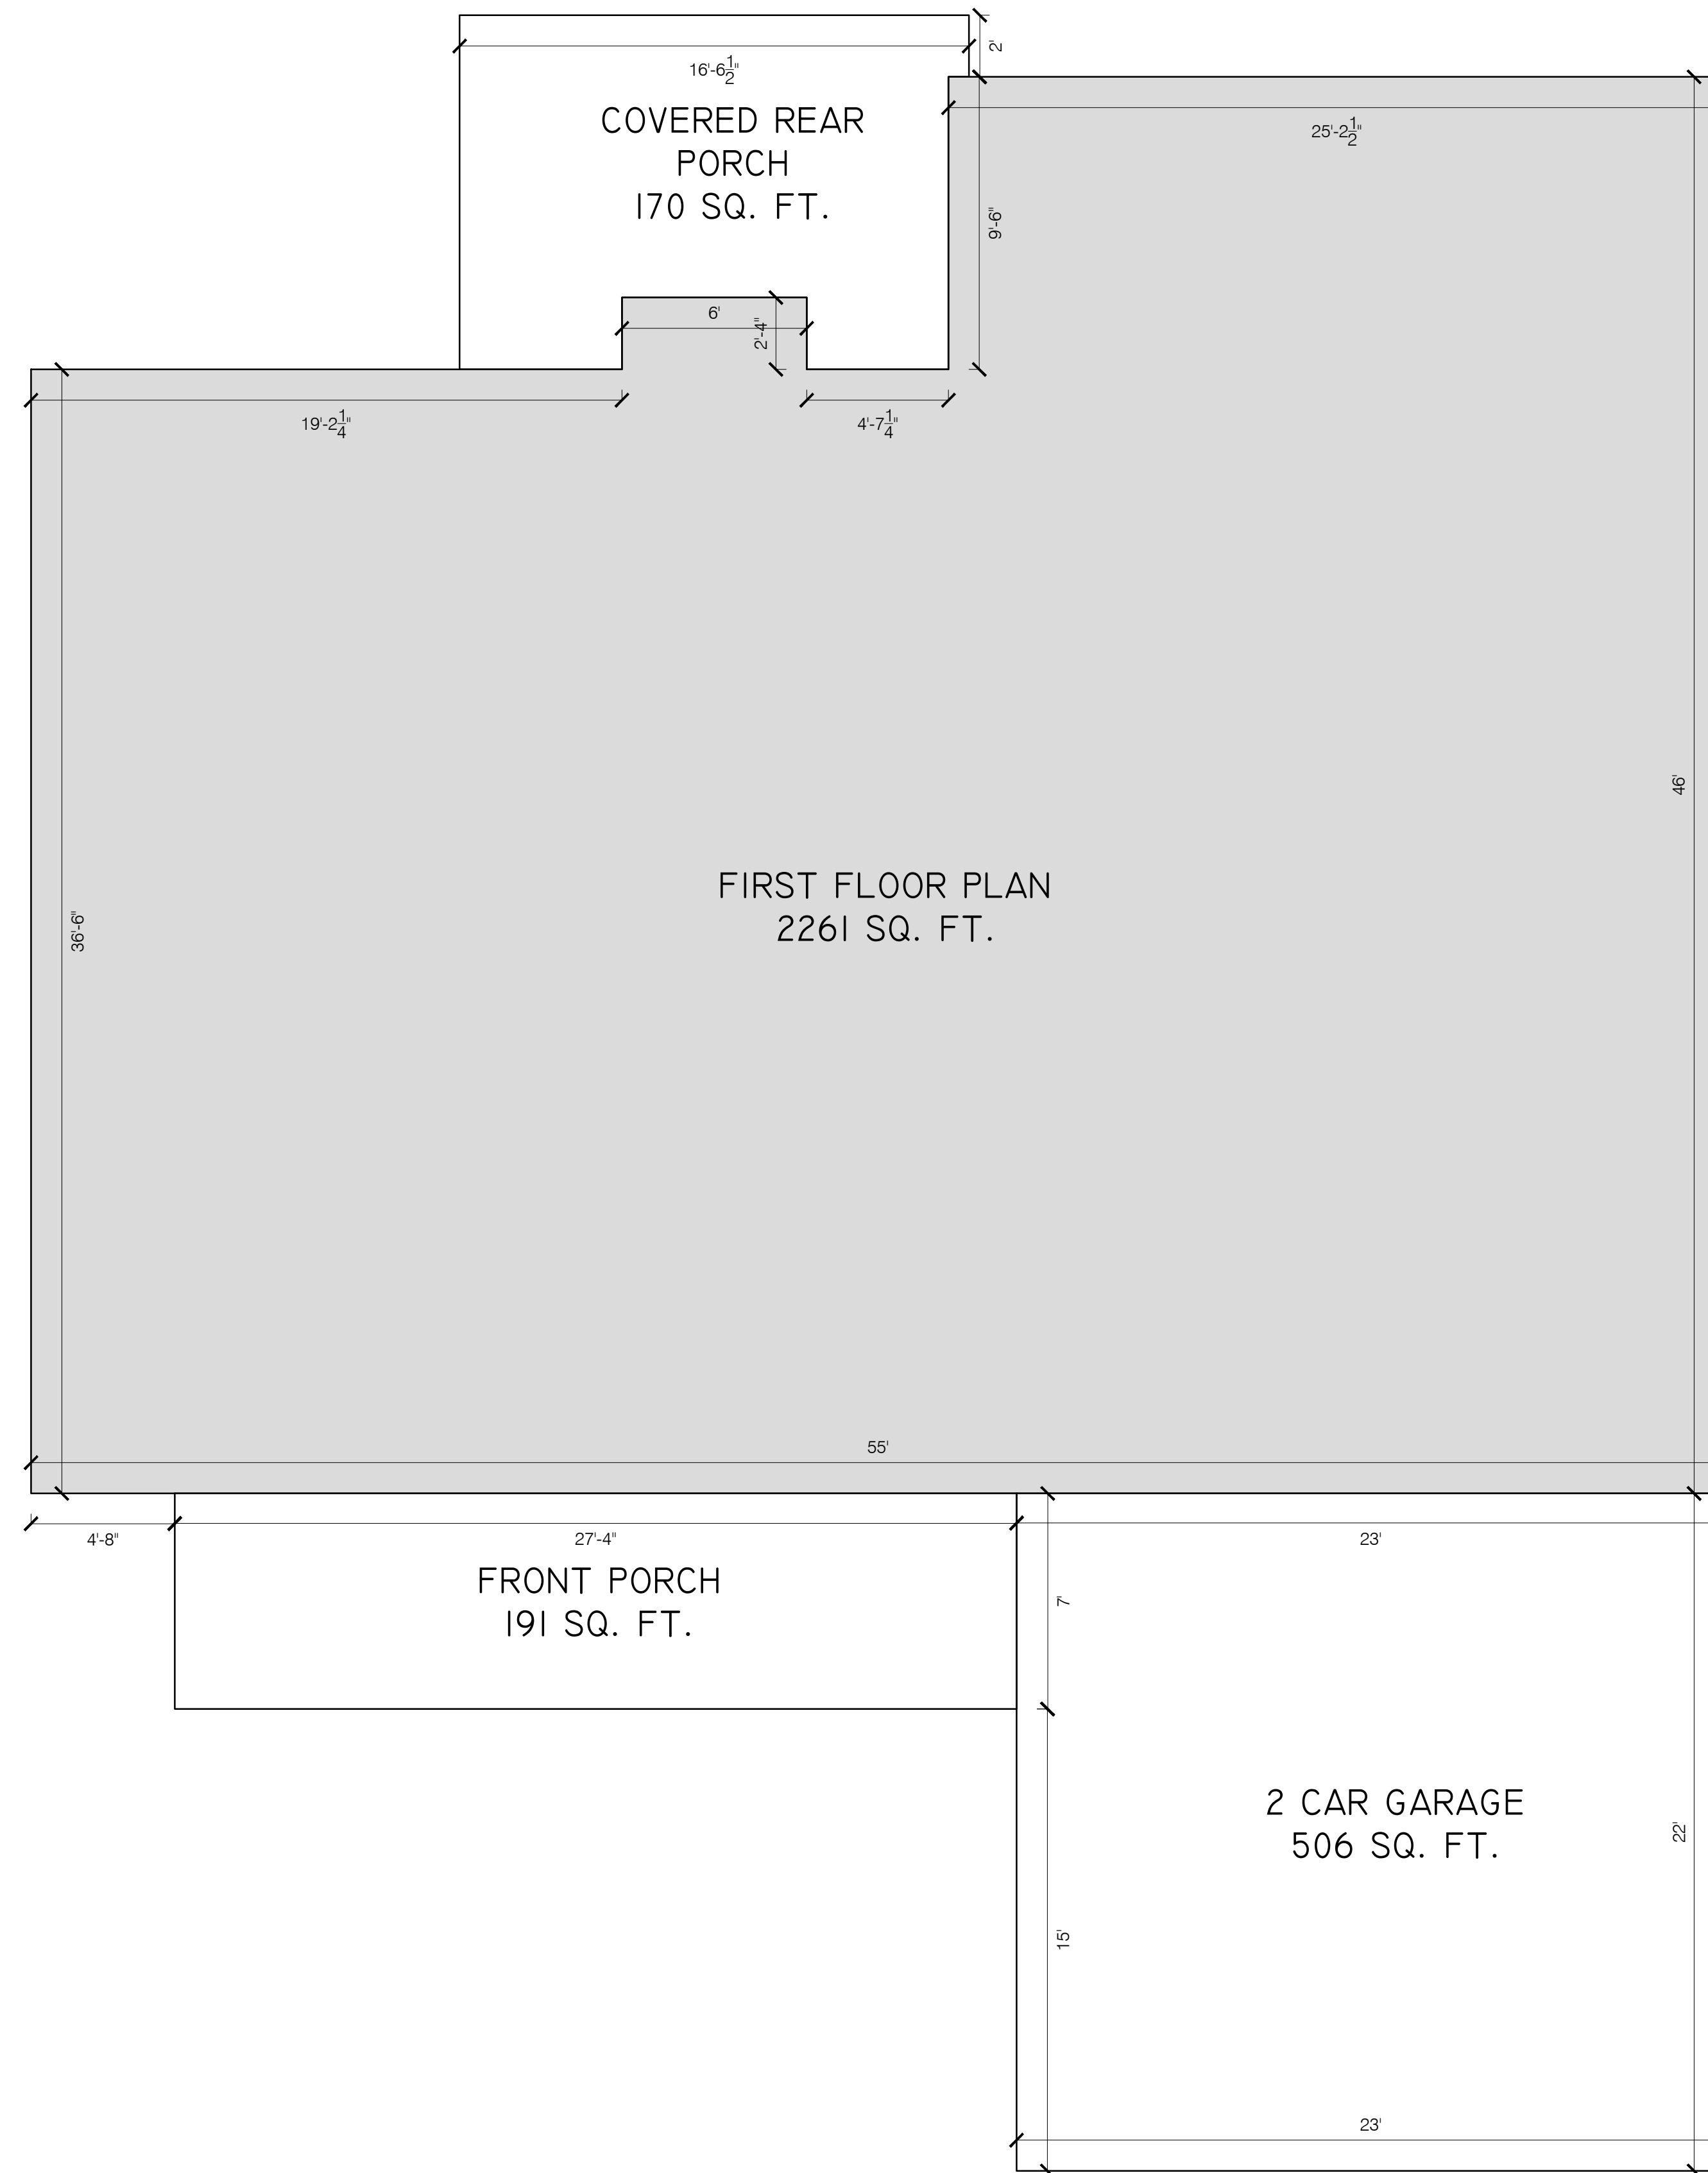 2'
16'-6 1/2"
COVERED REAR
PORCH
170 SQ. FT.
25'-2 1/2"
9'-6"
6'
2'-4"
19'-2 1/4"
4'-7 1/4"
46'
FIRST FLOOR PLAN
2261 SQ. FT.
36'-6"
55'
4'-8"
27'-4"
23'
FRONT PORCH
191 SQ. FT.
7'
2 CAR GARAGE
506 SQ. FT.
22'
15'
23'